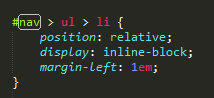 #nav > ul > li {
    position: relative;
    display: inline-block;
    margin-left: 1em;
}